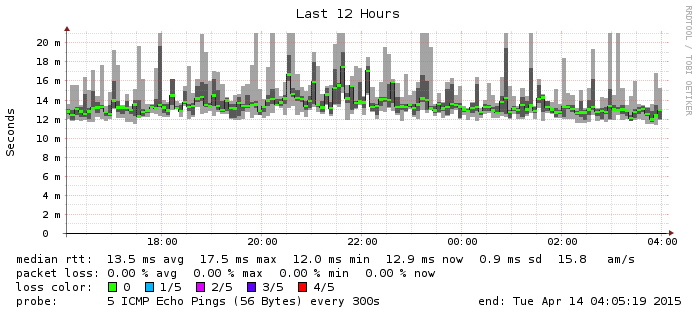 Last 12 Hours
RRDTOOL / TOBI OETIKER
Seconds
20 m
18 m
16 m
14 m
12 m
10 m
8 m
6 m
4 m
2 m
0
18:00 20:00 22:00 00:00 02:00 04:00
median rtt: 13.5 ms avg 17.5 ms max 12.0 ms min 12.9 ms now 0.9 ms sd 15.8 am/s
packet loss: 0.00 % avg 0.00 % max 0.00 % min 0.00 % now
loss color: 0 1/5 2/5 3/5 4/5
probe: 5 ICMP Echo Pings (56 Bytes) every 300s end: Tue Apr 14 04:05:19 2015